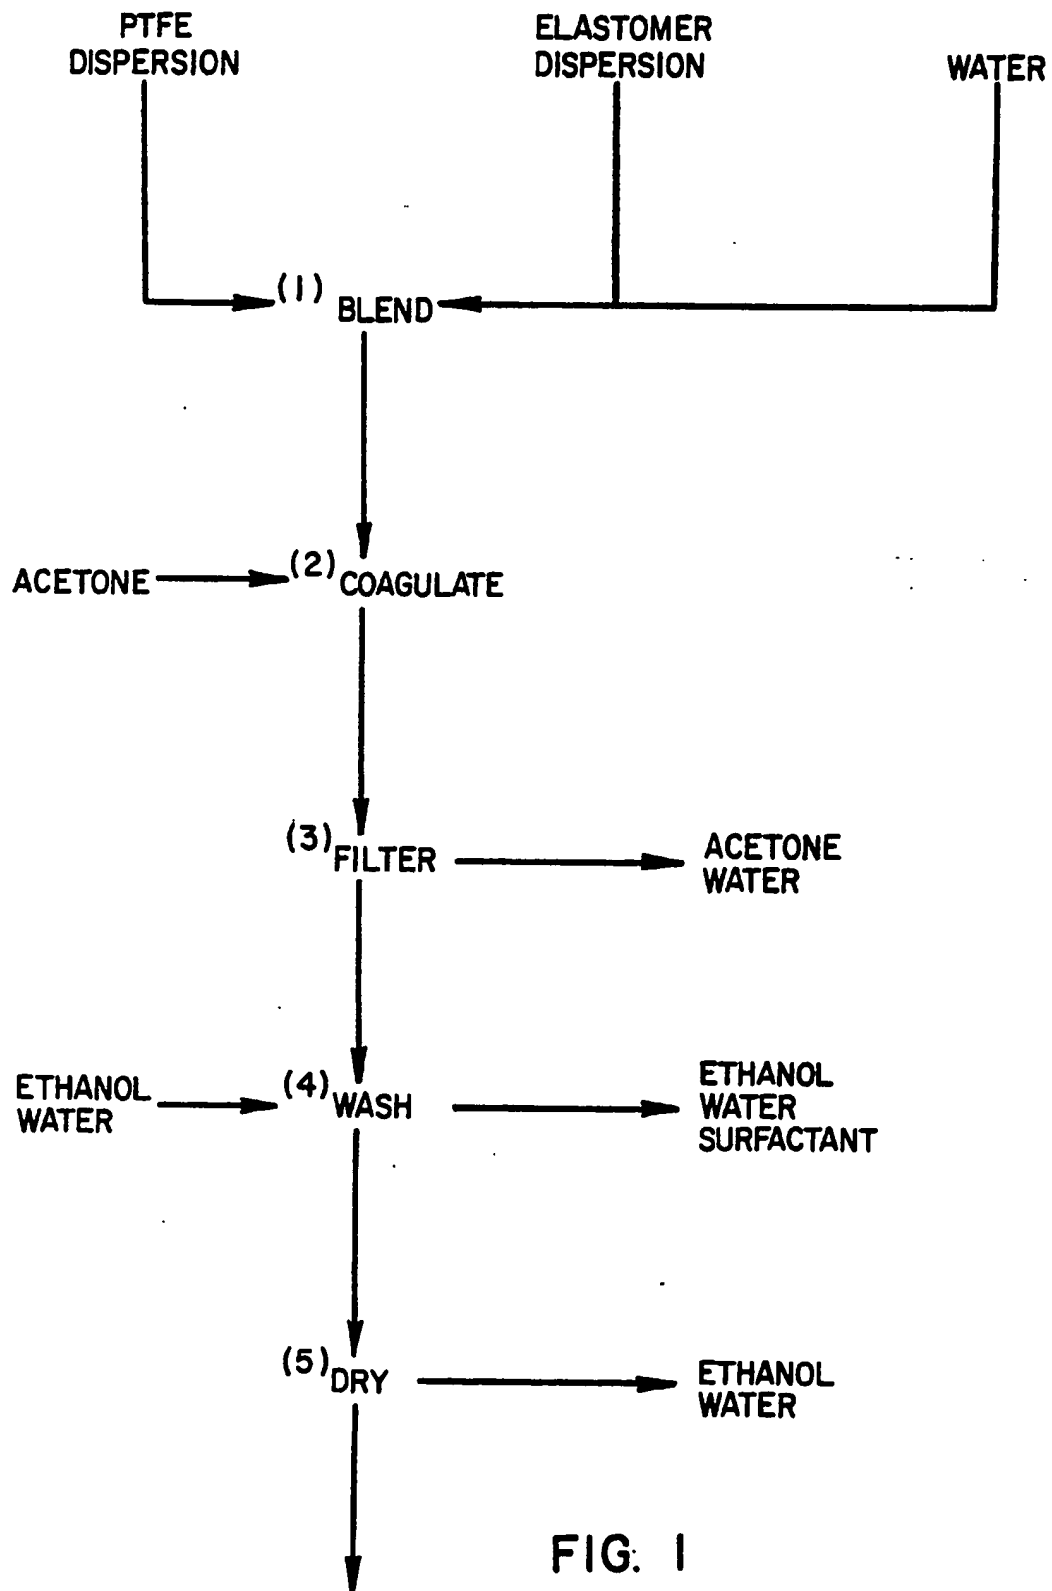 PTFE
DISPERSION
ELASTOMER
DISPERSION
WATER
(1) BLEND
ACETONE
(2) COAGULATE
(3) FILTER
ACETONE
WATER
ETHANOL
WATER
(4) WASH
ETHANOL
WATER
SURFACTANT
(5) DRY
ETHANOL
WATER
FIG. 1